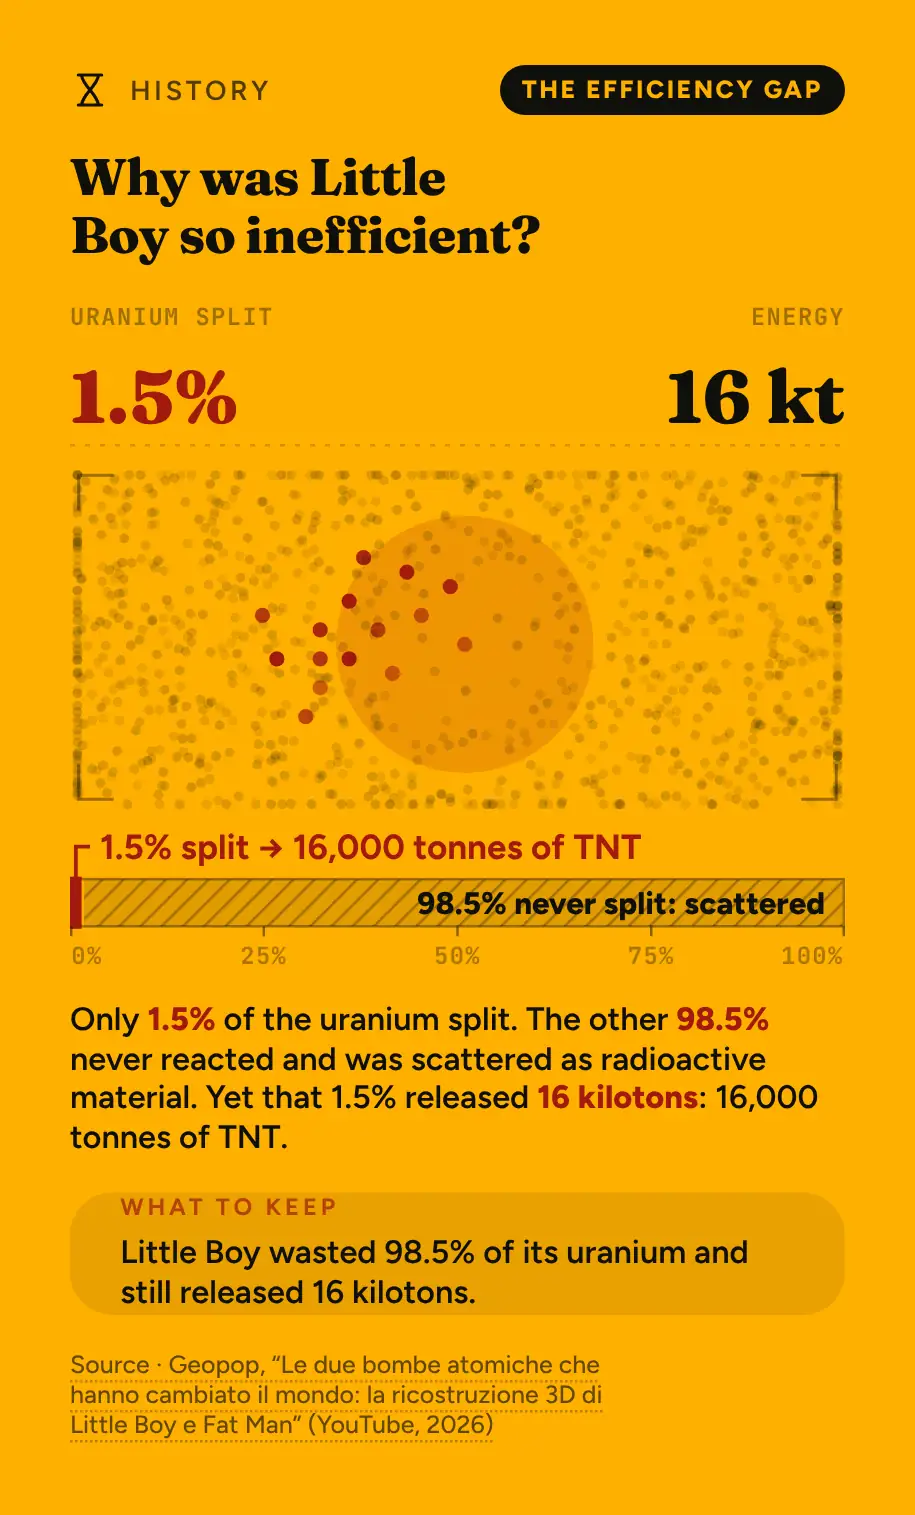 HISTORY
THE EFFICIENCY GAP
Why was Little
Boy so inefficient?
URANIUM SPLIT
ENERGY
1.5%
16 kt
1.5% split → 16,000 tonnes of TNT
98.5% never split: scattered
0% 25% 50% 75% 100%
Only 1.5% of the uranium split. The other 98.5%
never reacted and was scattered as radioactive
material. Yet that 1.5% released 16 kilotons: 16,000
tonnes of TNT.
WHAT TO KEEP
Little Boy wasted 98.5% of its uranium and
still released 16 kilotons.
Source · Geopop, “Le due bombe atomiche che
hanno cambiato il mondo: la ricostruzione 3D di
Little Boy e Fat Man” (YouTube, 2026)